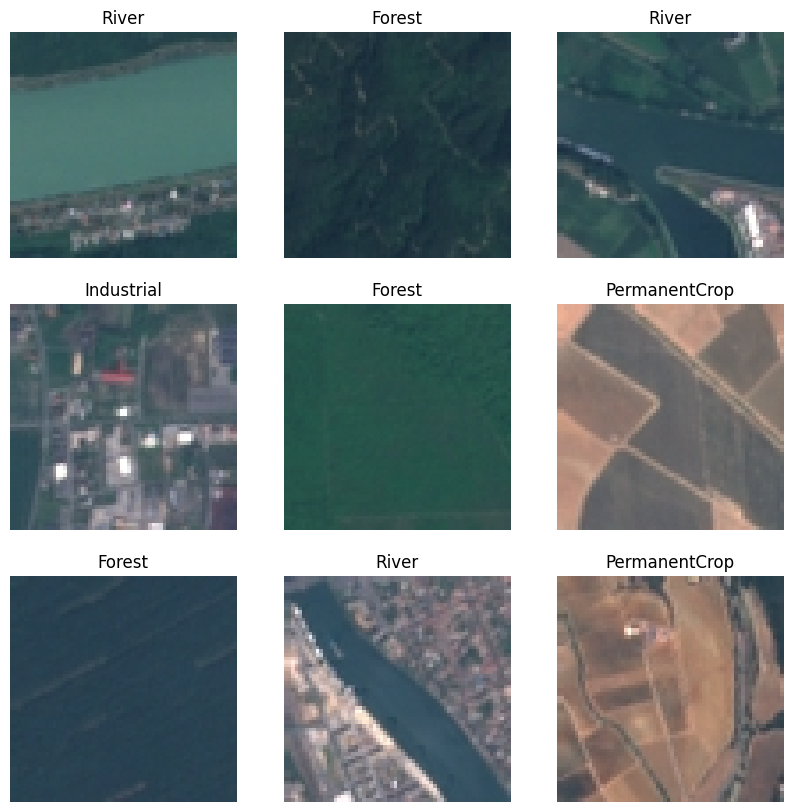 River
Forest
River
Industrial
Forest
PermanentCrop
Forest
River
PermanentCrop